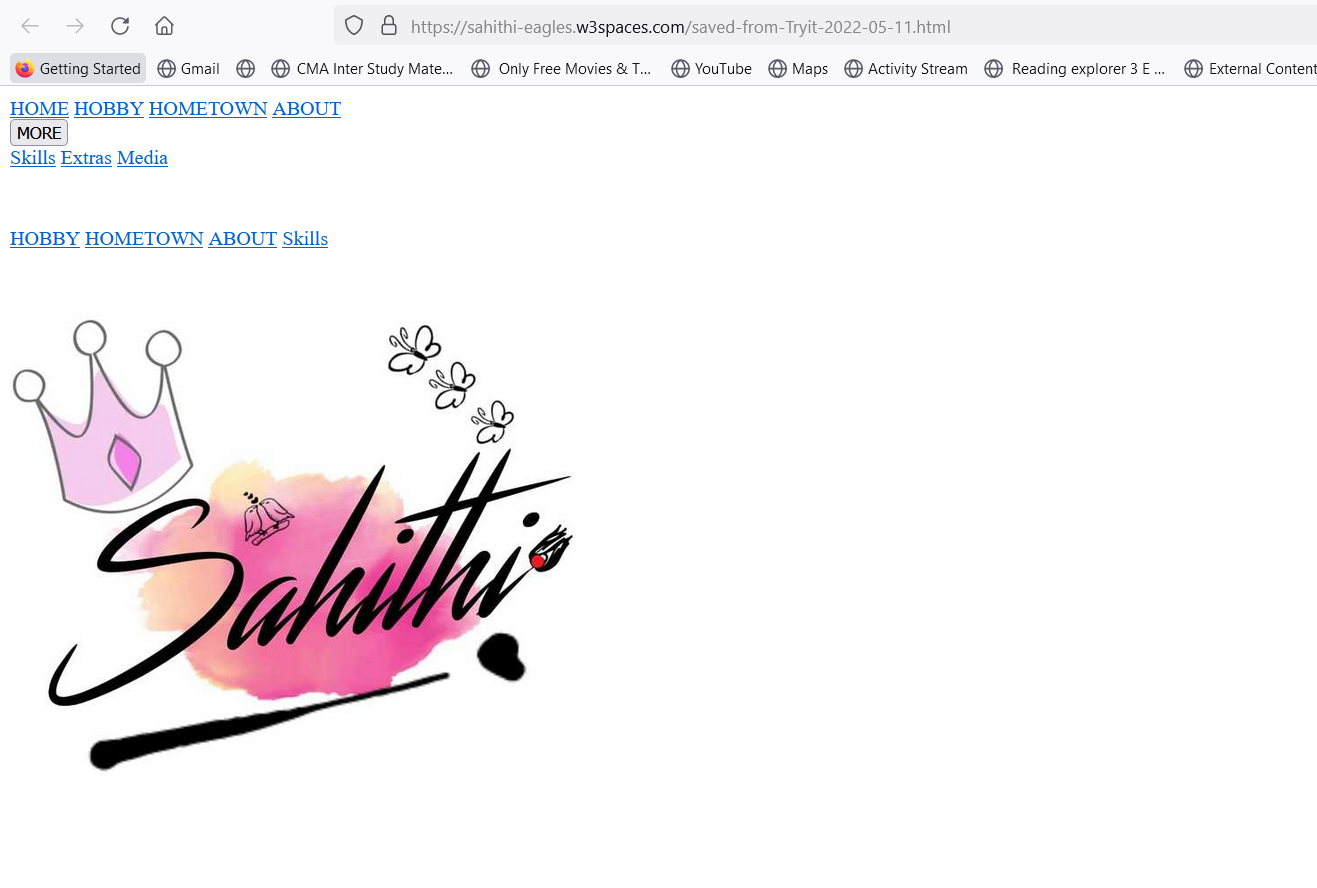 https://sahithi-eagles.w3spaces.com/saved-from-Tryit-2022-05-11.html
Getting Started Gmail CMA Inter Study Mate... Only Free Movies & T... YouTube Maps Activity Stream Reading explorer 3 E ... External Content
HOME HOBBY HOMETOWN ABOUT
MORE
Skills Extras Media
HOBBY HOMETOWN ABOUT Skills
Sahithi